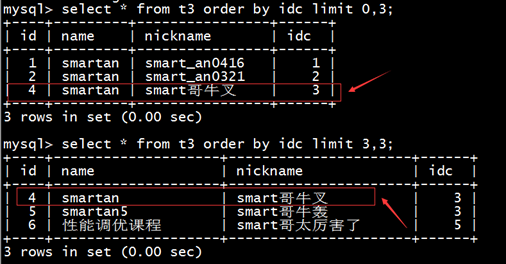 mysql> select * from t3 order by idc limit 0,3;
+----+---------+--------------+-----+
| id | name | nickname | idc |
+----+---------+--------------+-----+
| 1 | smartan | smart_an0416 | 1 |
| 2 | smartan | smart_an0321 | 2 |
| 4 | smartan | smart哥牛叉 | 3 |
+----+---------+--------------+-----+
3 rows in set (0.00 sec)
mysql> select * from t3 order by idc limit 3,3;
+----+--------------------+----------------------+-----+
| id | name | nickname | idc |
+----+--------------------+----------------------+-----+
| 4 | smartan | smart哥牛叉 | 3 |
| 5 | smartan5 | smart哥牛轰 | 3 |
| 6 | 性能调优课程 | smart哥太厉害了 | 5 |
+----+--------------------+----------------------+-----+
3 rows in set (0.00 sec)